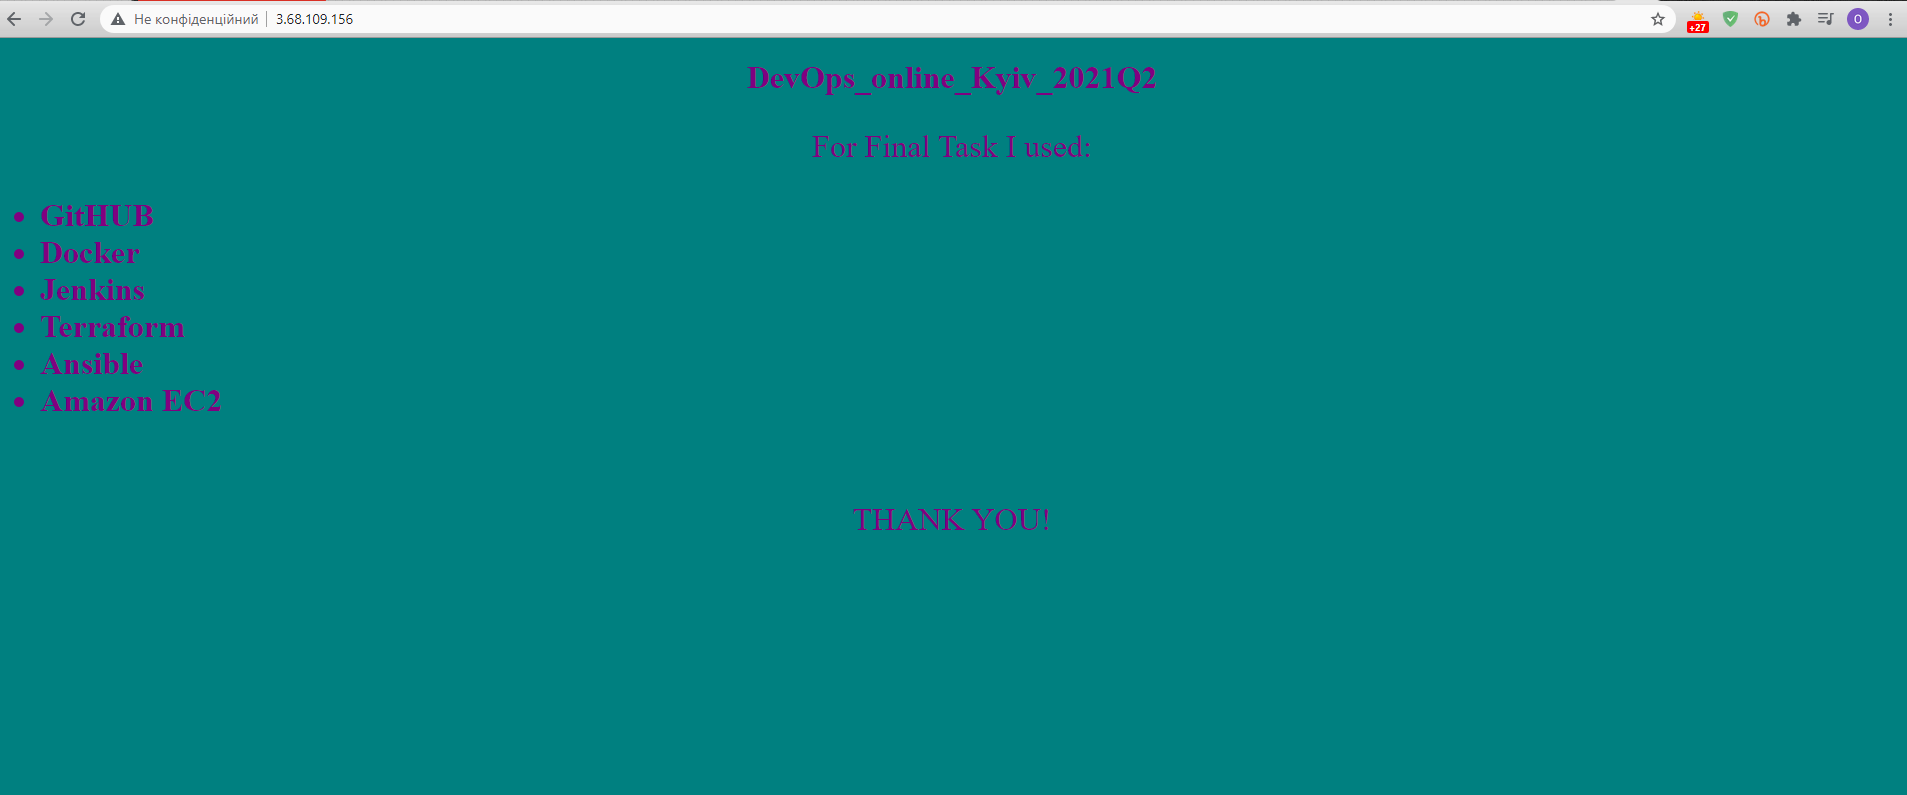 Не конфіденційний 3.68.109.156
+27
O
DevOps_online_Kyiv_2021Q2
For Final Task I used:
GitHUB
Docker
Jenkins
Terraform
Ansible
Amazon EC2
THANK YOU!